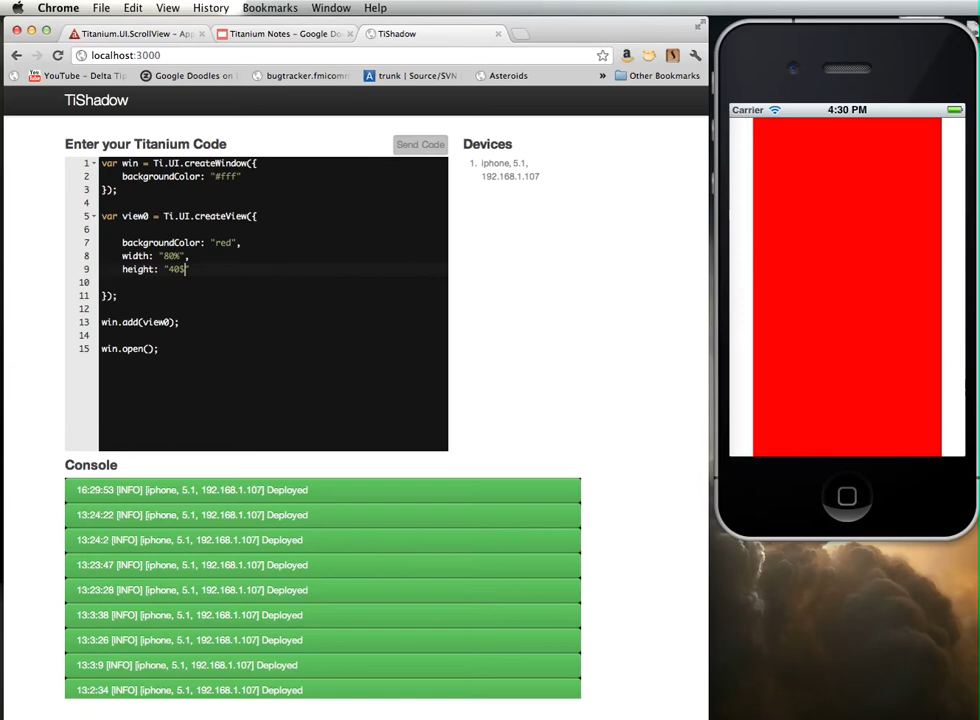 Chrome File Edit View History Bookmarks Window Help
Titanium.UI.ScrollView – App
Titanium Notes – Google Do
TiShadow
localhost:3000
YouTube – Delta Ti
Google Doodles on
bugtracker.fmicomm
trunk | Source/SVN
Asteroids
» Other Bookmarks
TiShadow
Enter your Titanium Code
Send Code
1 var win = Ti.UI.createWindow({
2 backgroundColor: "#fff"
3 });
4
5 var view0 = Ti.UI.createView({
6
7 backgroundColor: "red",
8 width: "80%",
9 height: "40$"
10
11 });
12
13 win.add(view0);
14
15 win.open();
Devices
1. iphone, 5.1,
192.168.1.107
Console
16:29:53 [INFO] [iphone, 5.1, 192.168.1.107] Deployed
13:24:22 [INFO] [iphone, 5.1, 192.168.1.107] Deployed
13:24:2 [INFO] [iphone, 5.1, 192.168.1.107] Deployed
13:23:47 [INFO] [iphone, 5.1, 192.168.1.107] Deployed
13:23:28 [INFO] [iphone, 5.1, 192.168.1.107] Deployed
13:3:38 [INFO] [iphone, 5.1, 192.168.1.107] Deployed
13:3:26 [INFO] [iphone, 5.1, 192.168.1.107] Deployed
13:3:9 [INFO] [iphone, 5.1, 192.168.1.107] Deployed
13:2:34 [INFO] [iphone, 5.1, 192.168.1.107] Deployed
Carrier 4:30 PM